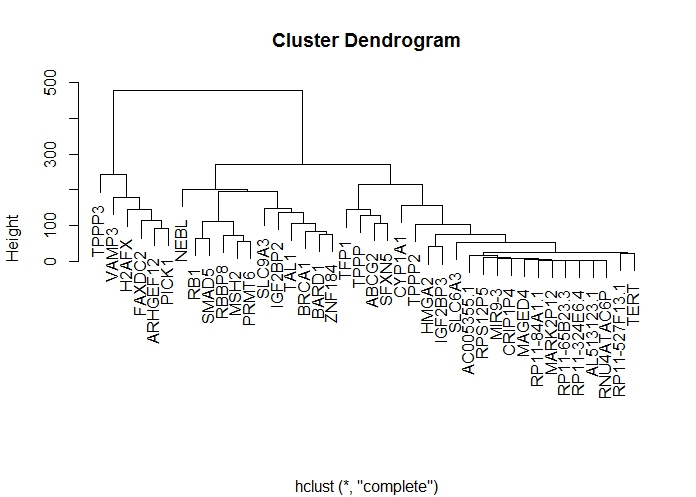 Cluster Dendrogram
Height
500
300
100
0
TPPP3
VAMP3
H2AFX
FAXDC2
ARHGEF12
PICK1
NEBL
RB1
SMAD5
RBBP8
MSH2
PRMT6
SLC9A3
IGF2BP2
TAL1
BRCA1
BARD1
ZNF184
TFP1
TPPP
ABCG2
SFXN5
CYP1A1
TPPP2
HMGA2
IGF2BP3
SLC6A3
AC005355.1
RPS12P5
MIR9-3
CRIP1P4
MAGED4
RP11-84A1.1
MARK2P12
RP11-65B23.3
RP11-324E6.4
AL513123.1
RNU4ATAC6P
RP11-527F13.1
TERT
hclust (*, "complete")